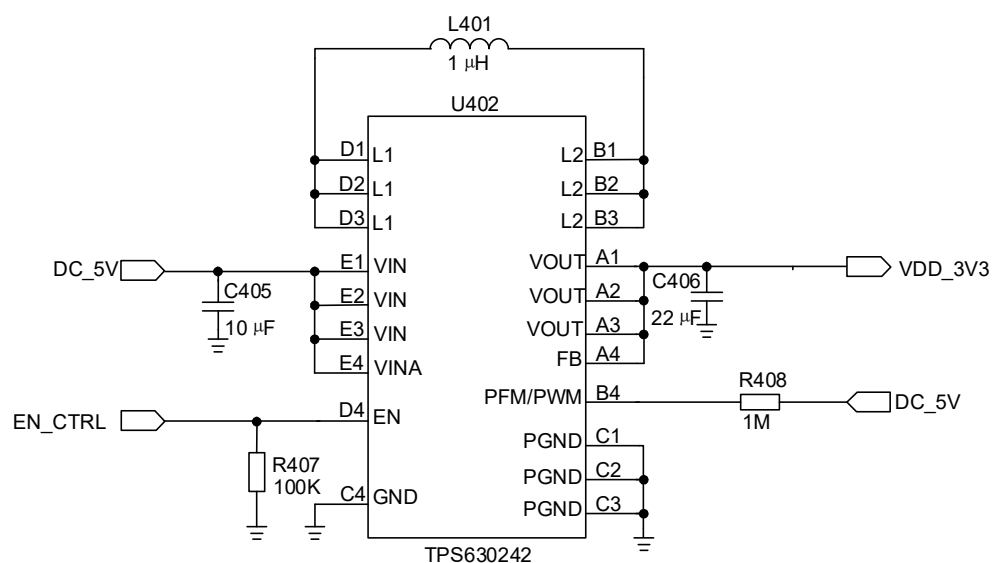 L401
1 μH
U402
D1 L1 L2 B1
D2 L1 L2 B2
D3 L1 L2 B3
DC_5V E1 VIN VOUT A1 VDD_3V3
C405 C406
E2 VIN VOUT A2
10 μF 22 μF
E3 VIN VOUT A3
E4 VINA FB A4
R408
PFM/PWM B4 DC_5V
EN_CTRL D4 EN 1M
PGND C1
R407 PGND C2
100K
C4 GND PGND C3
TPS630242